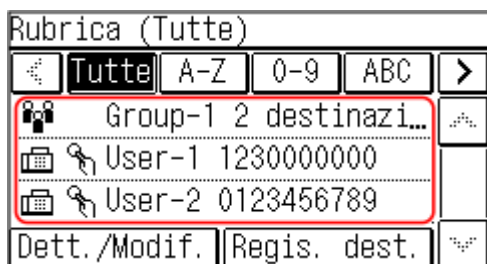 Rubrica (Tutte)
Tutte A-Z 0-9 ABC >
Group-1 2 destinazi…
User-1 1230000000
User-2 0123456789
Dett./Modif. Regis. dest.